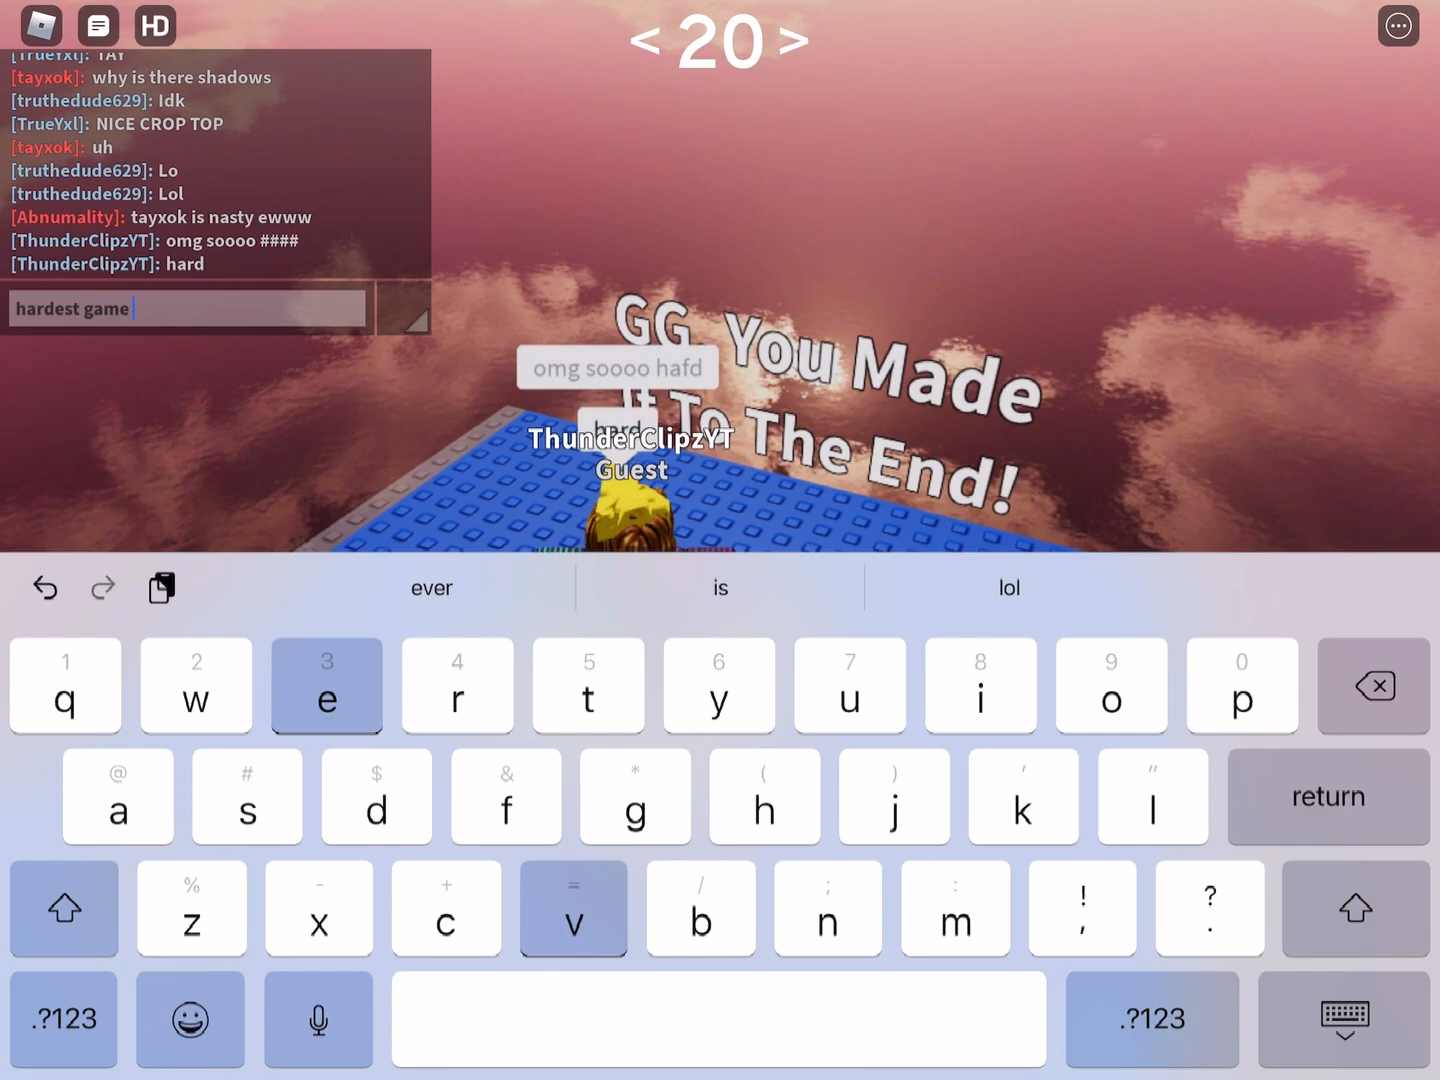 HD
< 20 >
[TrueYxl]: TAY
[tayxok]: why is there shadows
[truthedude629]: Idk
[TrueYxl]: NICE CROP TOP
[tayxok]: uh
[truthedude629]: Lo
[truthedude629]: Lol
[Abnumality]: tayxok is nasty ewww
[ThunderClipzYT]: omg soooo ####
[ThunderClipzYT]: hard
hardest game
GG You Made
It To The End!
omg soooo hafd
hard
ThunderClipzYT
Guest
ever is lol
1 2 3 4 5 6 7 8 9 0
q w e r t y u i o p
@ # $ & * ( ) ' "
a s d f g h j k l return
% - + = / ; : ! ?
z x c v b n m , .
.?123 .?123